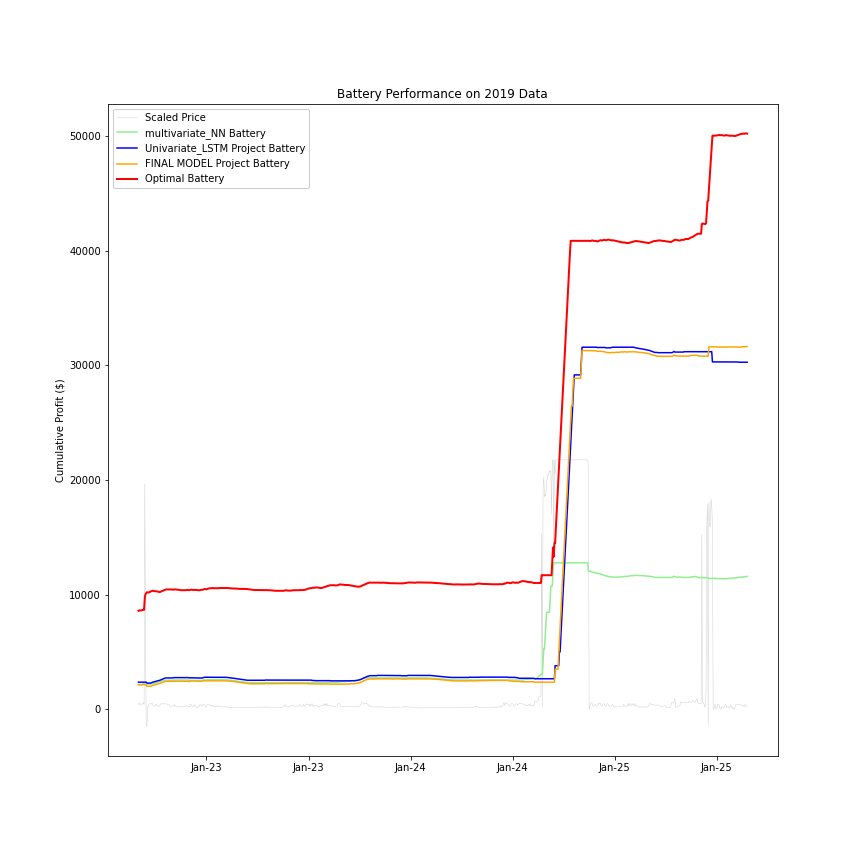 Battery Performance on 2019 Data
Scaled Price
multivariate_NN Battery
Univariate_LSTM Project Battery
FINAL MODEL Project Battery
Optimal Battery
Cumulative Profit ($)
50000
40000
30000
20000
10000
0
Jan-23 Jan-23 Jan-24 Jan-24 Jan-25 Jan-25